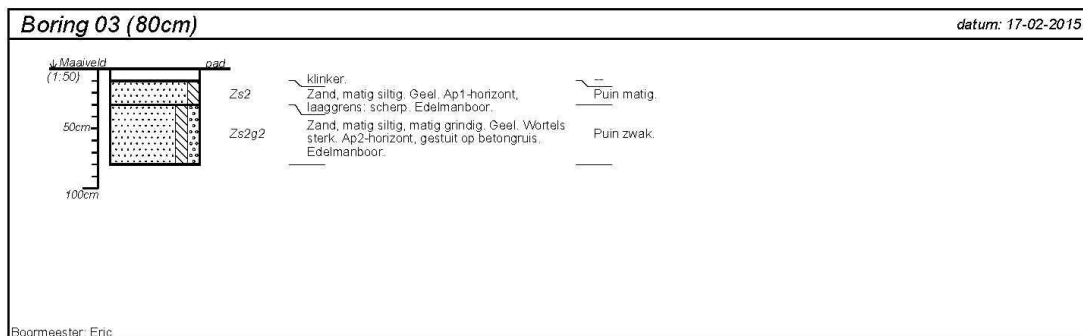 Boring 03 (80cm)
datum: 17-02-2015
Maaiveld
pad
(1:50)
klinker.
--
Zs2
Zand, matig siltig. Geel. Ap1-horizont,
laaggrens: scherp. Edelmanboor.
Puin matig.
50cm
Zs2g2
Zand, matig siltig, matig grindig. Geel. Wortels
sterk. Ap2-horizont, gestuit op betongruis.
Edelmanboor.
Puin zwak.
100cm
Boormeester: Eric